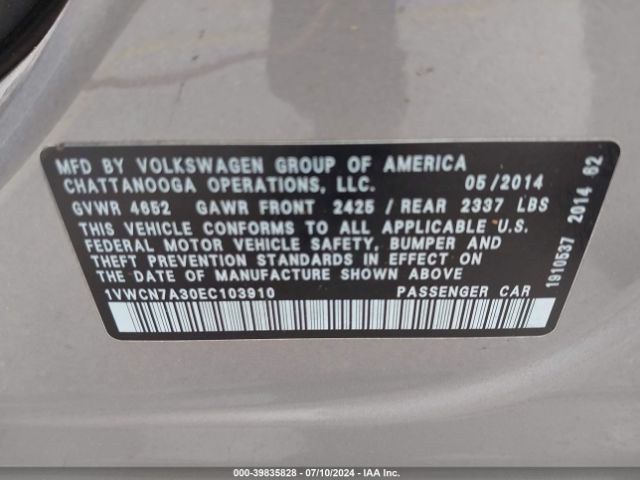 MFD BY VOLKSWAGEN GROUP OF AMERICA
CHATTANOOGA OPERATIONS, LLC. 05/2014
GVWR 4652 GAWR FRONT 2425 / REAR 2337 LBS
THIS VEHICLE CONFORMS TO ALL APPLICABLE U.S.
FEDERAL MOTOR VEHICLE SAFETY, BUMPER AND
THEFT PREVENTION STANDARDS IN EFFECT ON
THE DATE OF MANUFACTURE SHOWN ABOVE
1VWCN7A30EC103910 PASSENGER CAR
1910537 2014 62
000-39835828 - 07/10/2024 - IAA Inc.